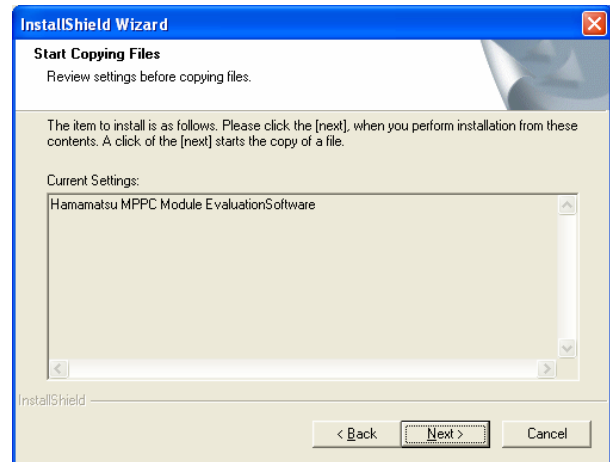 InstallShield Wizard
Start Copying Files
Review settings before copying files.
The item to install is as follows. Please click the [next], when you perform installation from these
contents. A click of the [next] starts the copy of a file.
Current Settings:
Hamamatsu MPPC Module EvaluationSoftware
InstallShield
< Back
Next >
Cancel